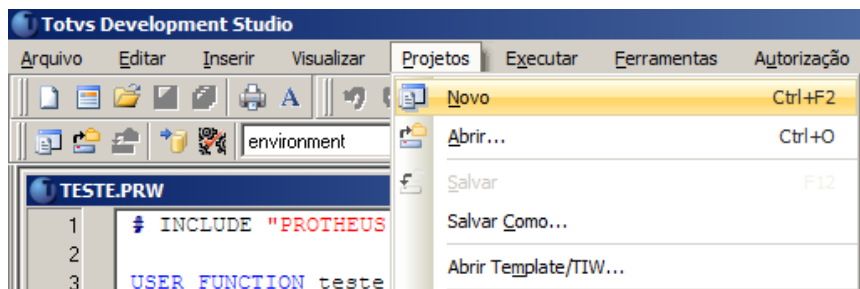 Totvs Development Studio
Arquivo Editar Inserir Visualizar Projetos Executar Ferramentas Autorização
Novo Ctrl+F2
environment
Abrir... Ctrl+O
TESTE.PRW
Salvar F12
1 # INCLUDE "PROTHEUS
Salvar Como...
2
3 USER FUNCTION teste
Abrir Template/TIW...